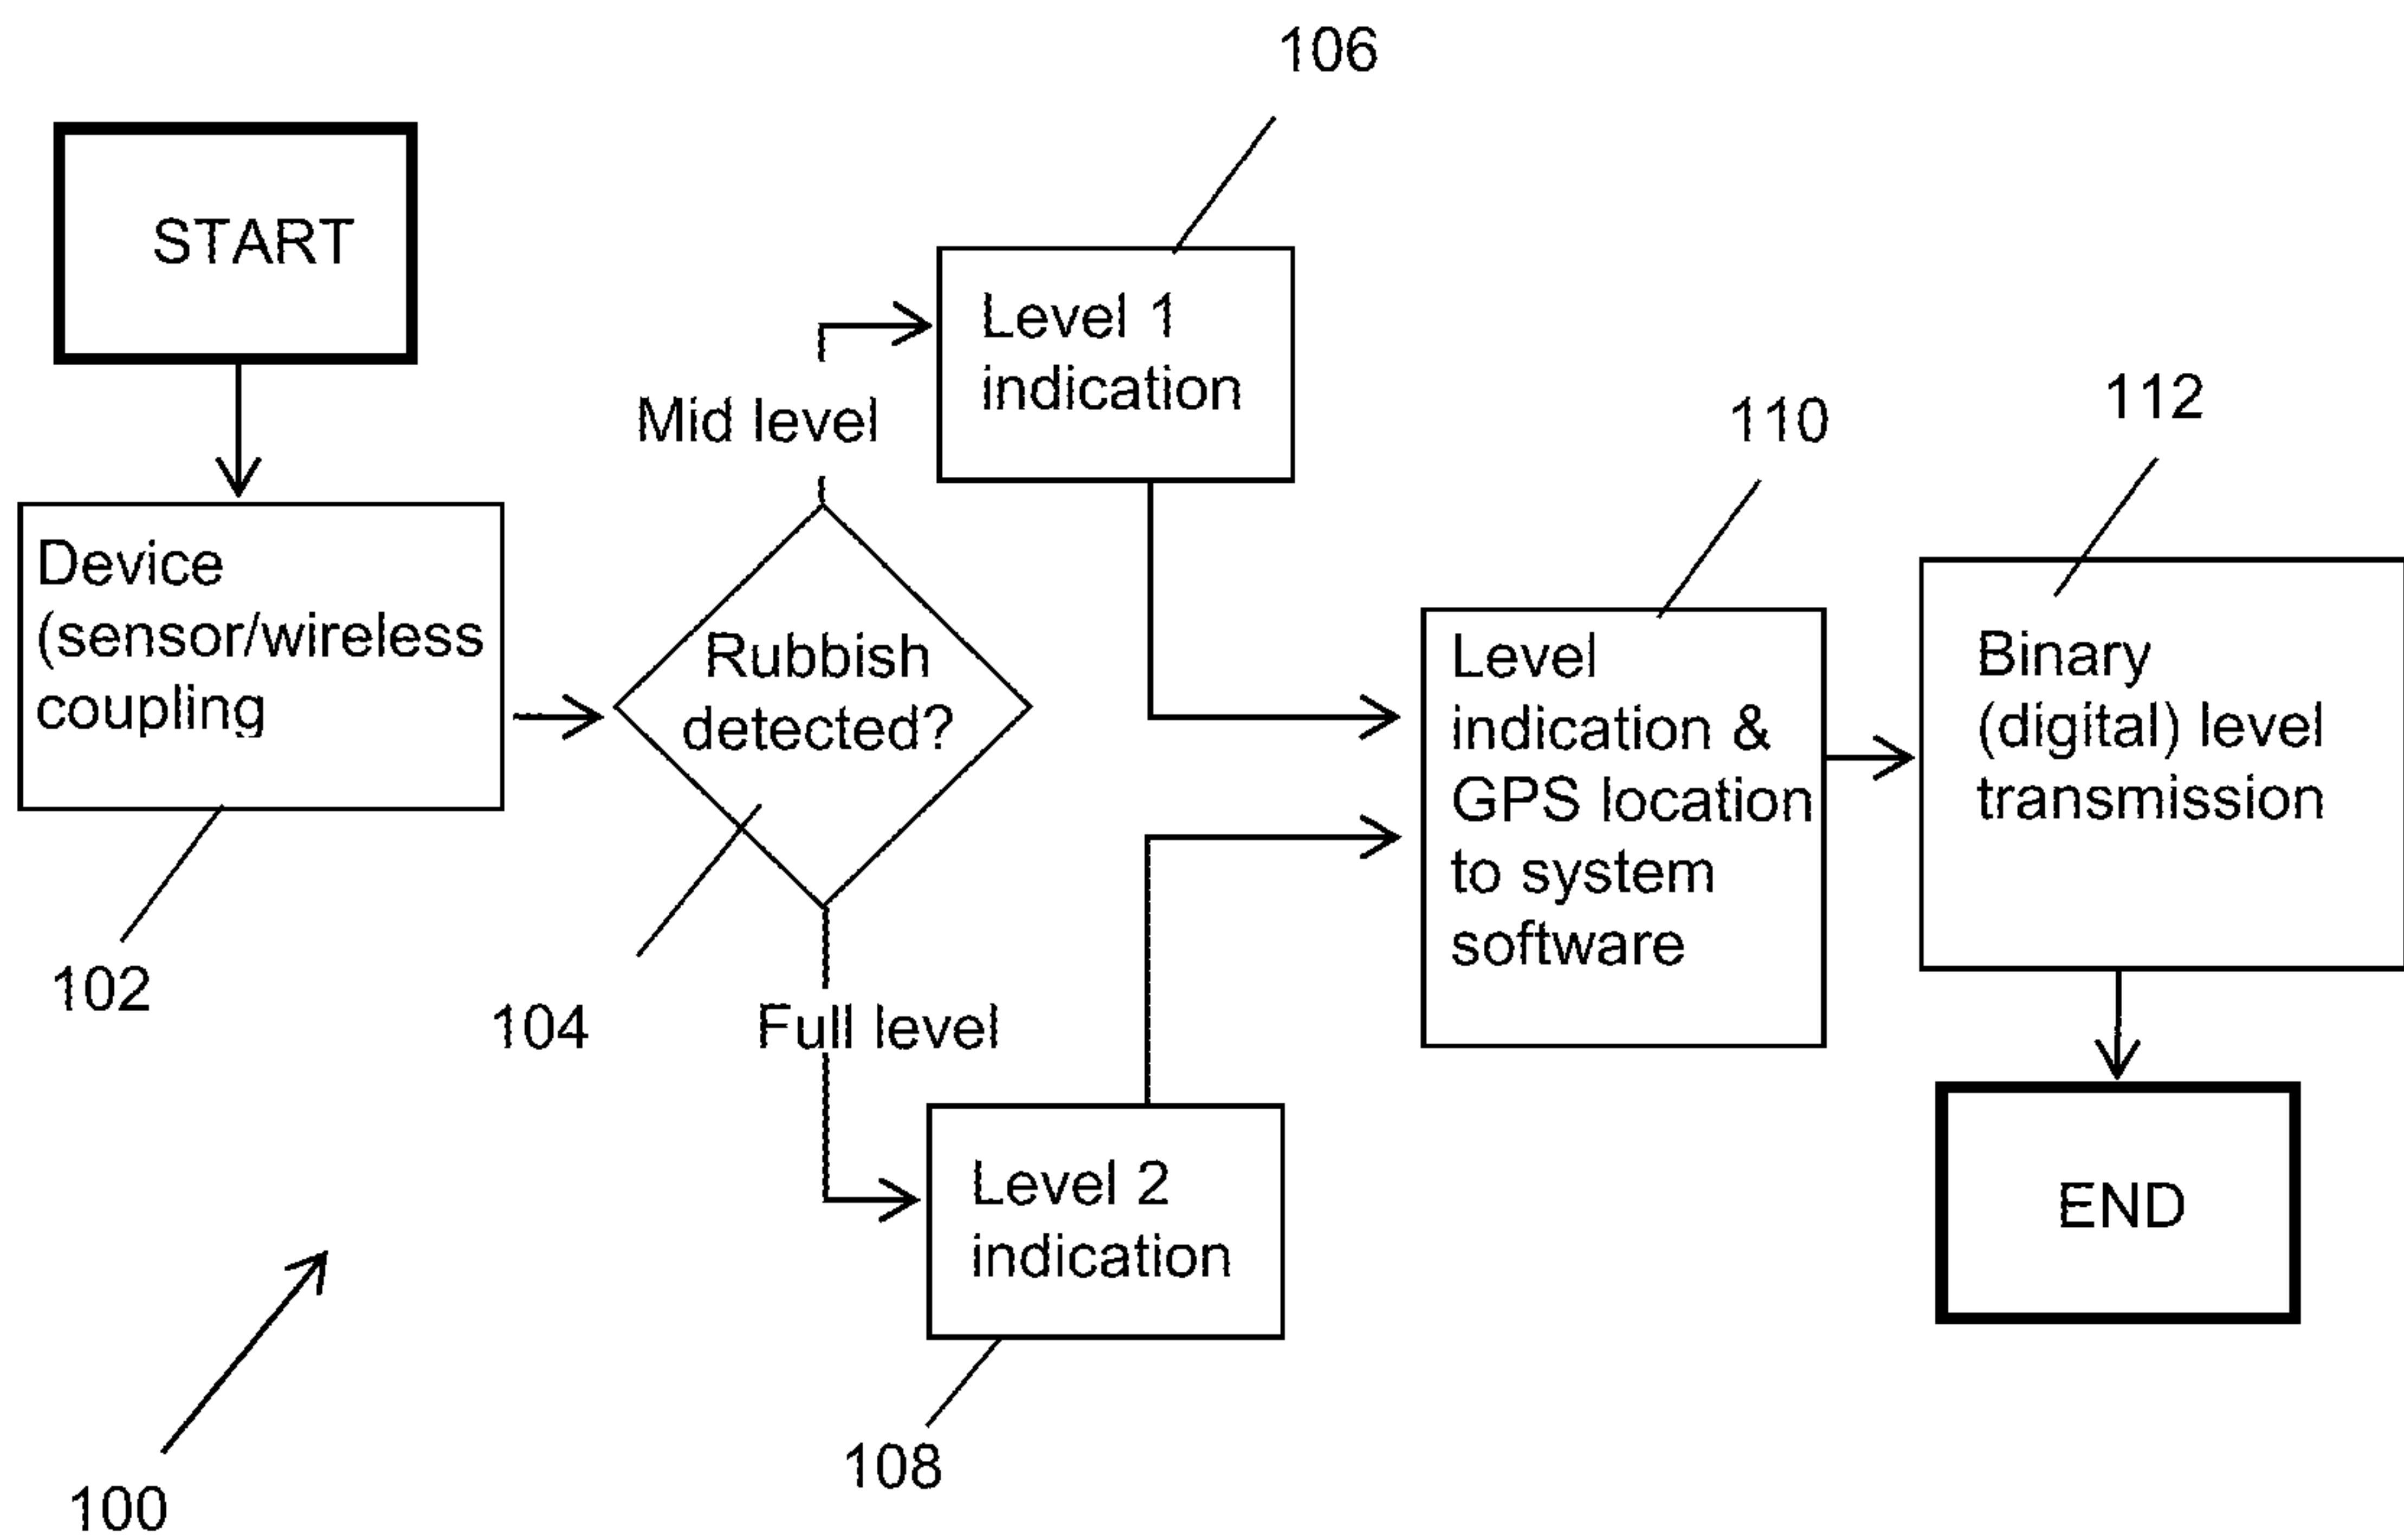 106
START
Level 1
indication
Mid level
110
112
Device
(sensor/wireless
coupling
Rubbish
detected?
Level
indication &
GPS location
to system
software
Binary
(digital) level
transmission
102
104
Full level
Level 2
indication
END
108
100